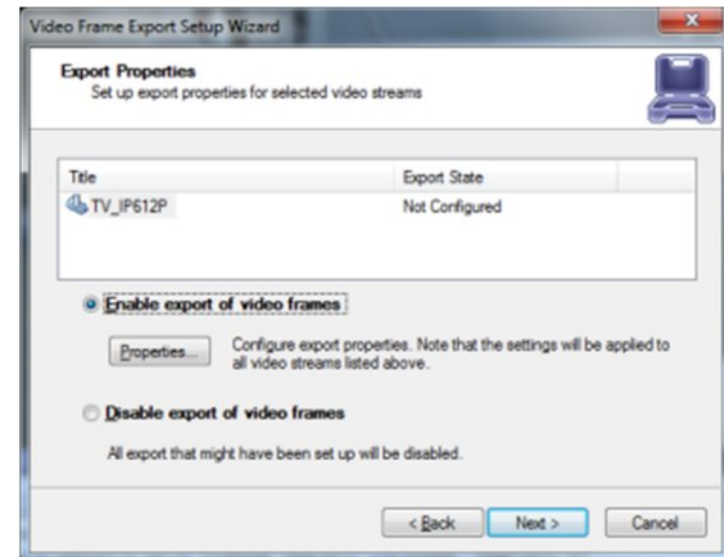 Video Frame Export Setup Wizard
Export Properties
Set up export properties for selected video streams
Title Export State
TV_IP612P Not Configured
Enable export of video frames
Properties... Configure export properties. Note that the settings will be applied to
all video streams listed above.
Disable export of video frames
All export that might have been set up will be disabled.
< Back Next > Cancel